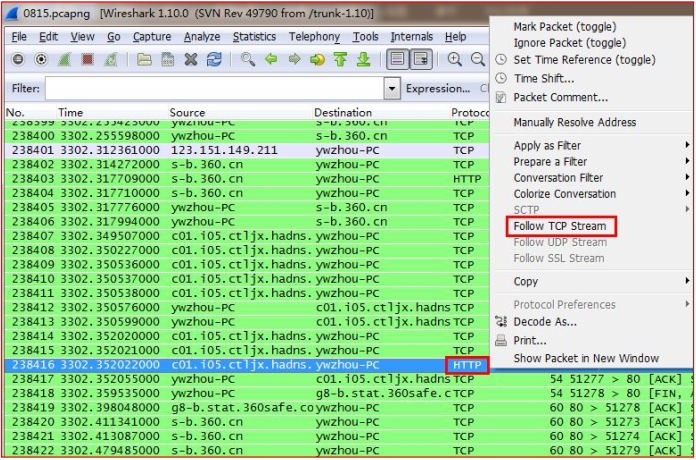 0815.pcapng [Wireshark 1.10.0 (SVN Rev 49790 from /trunk-1.10)]
File Edit View Go Capture Analyze Statistics Telephony Tools Internals Help
Filter: Expression...
No. Time Source Destination Protoco
238399 3302.255423000 ywzhou-PC s-b.360.cn TCP
238400 3302.255598000 ywzhou-PC s-b.360.cn TCP
238401 3302.312361000 123.151.149.211 ywzhou-PC TCP
238402 3302.314272000 s-b.360.cn ywzhou-PC TCP
238403 3302.317709000 s-b.360.cn ywzhou-PC HTTP
238404 3302.317710000 s-b.360.cn ywzhou-PC TCP
238405 3302.317776000 ywzhou-PC s-b.360.cn TCP
238406 3302.317994000 ywzhou-PC s-b.360.cn TCP
238407 3302.349507000 c01.i05.ctljx.hadns. ywzhou-PC TCP
238408 3302.350227000 c01.i05.ctljx.hadns. ywzhou-PC TCP
238409 3302.350536000 c01.i05.ctljx.hadns. ywzhou-PC TCP
238410 3302.350537000 c01.i05.ctljx.hadns. ywzhou-PC TCP
238411 3302.350538000 c01.i05.ctljx.hadns. ywzhou-PC TCP
238412 3302.350576000 ywzhou-PC c01.i05.ctljx.hadns TCP
238413 3302.350599000 ywzhou-PC c01.i05.ctljx.hadns TCP
238414 3302.352020000 c01.i05.ctljx.hadns. ywzhou-PC TCP
238415 3302.352021000 c01.i05.ctljx.hadns. ywzhou-PC TCP
238416 3302.352022000 c01.i05.ctljx.hadns. ywzhou-PC HTTP
238417 3302.352055000 ywzhou-PC c01.i05.ctljx.hadns TCP 54 51277 > 80 [ACK] S
238418 3302.359535000 ywzhou-PC g8-b.stat.360safe.c TCP 54 51278 > 80 [FIN, A
238419 3302.398048000 g8-b.stat.360safe.co ywzhou-PC TCP 60 80 > 51278 [ACK] S
238420 3302.411341000 s-b.360.cn ywzhou-PC TCP 60 80 > 51273 [ACK] S
238421 3302.413087000 s-b.360.cn ywzhou-PC TCP 60 80 > 51274 [ACK] S
238422 3302.479485000 s-b.360.cn ywzhou-PC TCP 60 80 > 51279 [ACK] S
Mark Packet (toggle)
Ignore Packet (toggle)
Set Time Reference (toggle)
Time Shift...
Packet Comment...
Manually Resolve Address
Apply as Filter
Prepare a Filter
Conversation Filter
Colorize Conversation
SCTP
Follow TCP Stream
Follow UDP Stream
Follow SSL Stream
Copy
Protocol Preferences
Decode As...
Print...
Show Packet in New Window